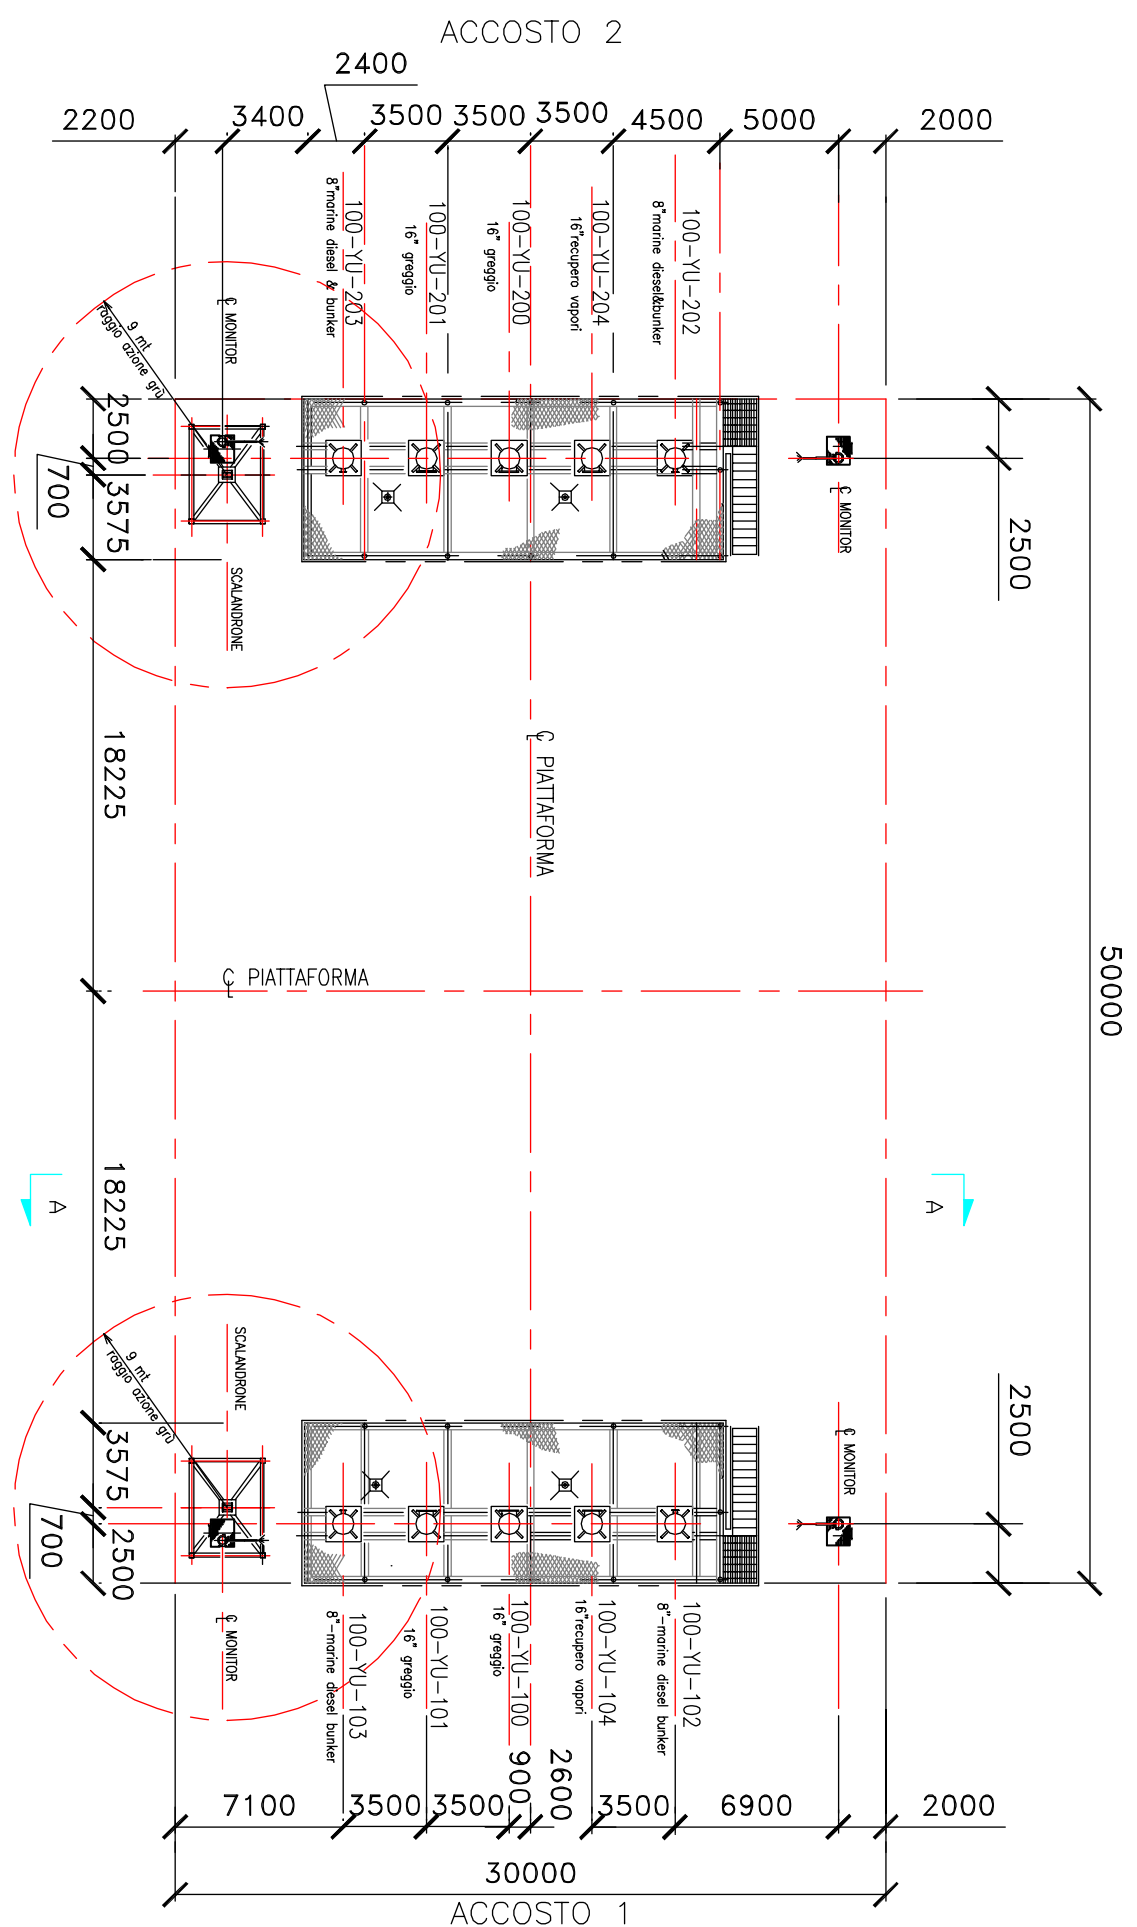 ACCOSTO 2
2400
2200
3400
3500
3500
3500
4500
5000
2000
100-YU-203
8"marine diesel & bunker
100-YU-201
16" greggio
100-YU-200
16" greggio
100-YU-204
16"recupero vapori
100-YU-202
8"marine diesel&bunker
℄ MONITOR
9 mt
raggio azione grù
2500
700
3575
SCALANDRONE
℄ MONITOR
2500
18225
℄ PIATTAFORMA
℄ PIATTAFORMA
50000
A
A
18225
SCALANDRONE
9 mt
raggio azione grù
3575
700
2500
℄ MONITOR
2500
℄ MONITOR
100-YU-103
8"-marine diesel bunker
100-YU-101
16" greggio
100-YU-100
16" greggio
100-YU-104
16"recupero vapori
100-YU-102
8"-marine diesel bunker
7100
3500
3500
900
2600
3500
6900
2000
30000
ACCOSTO 1